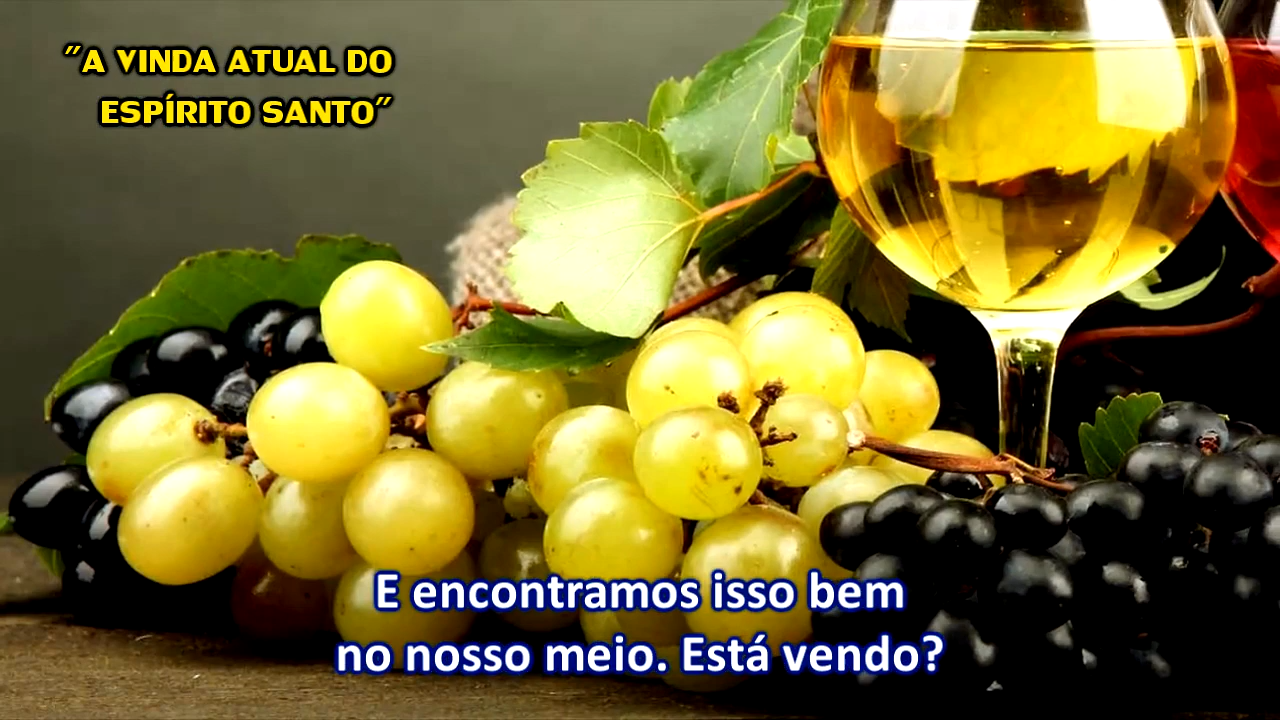 "A VINDA ATUAL DO
ESPÍRITO SANTO"
E encontramos isso bem
no nosso meio. Está vendo?